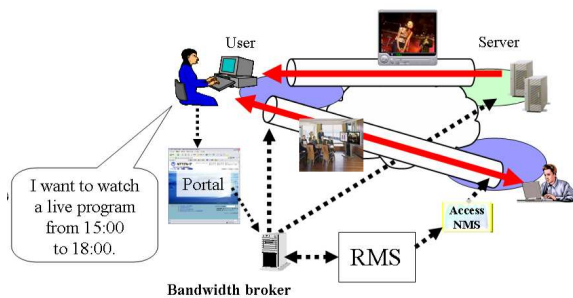 User
Server
I want to watch
a live program
from 15:00
to 18:00.
Portal
Access
NMS
RMS
Bandwidth broker